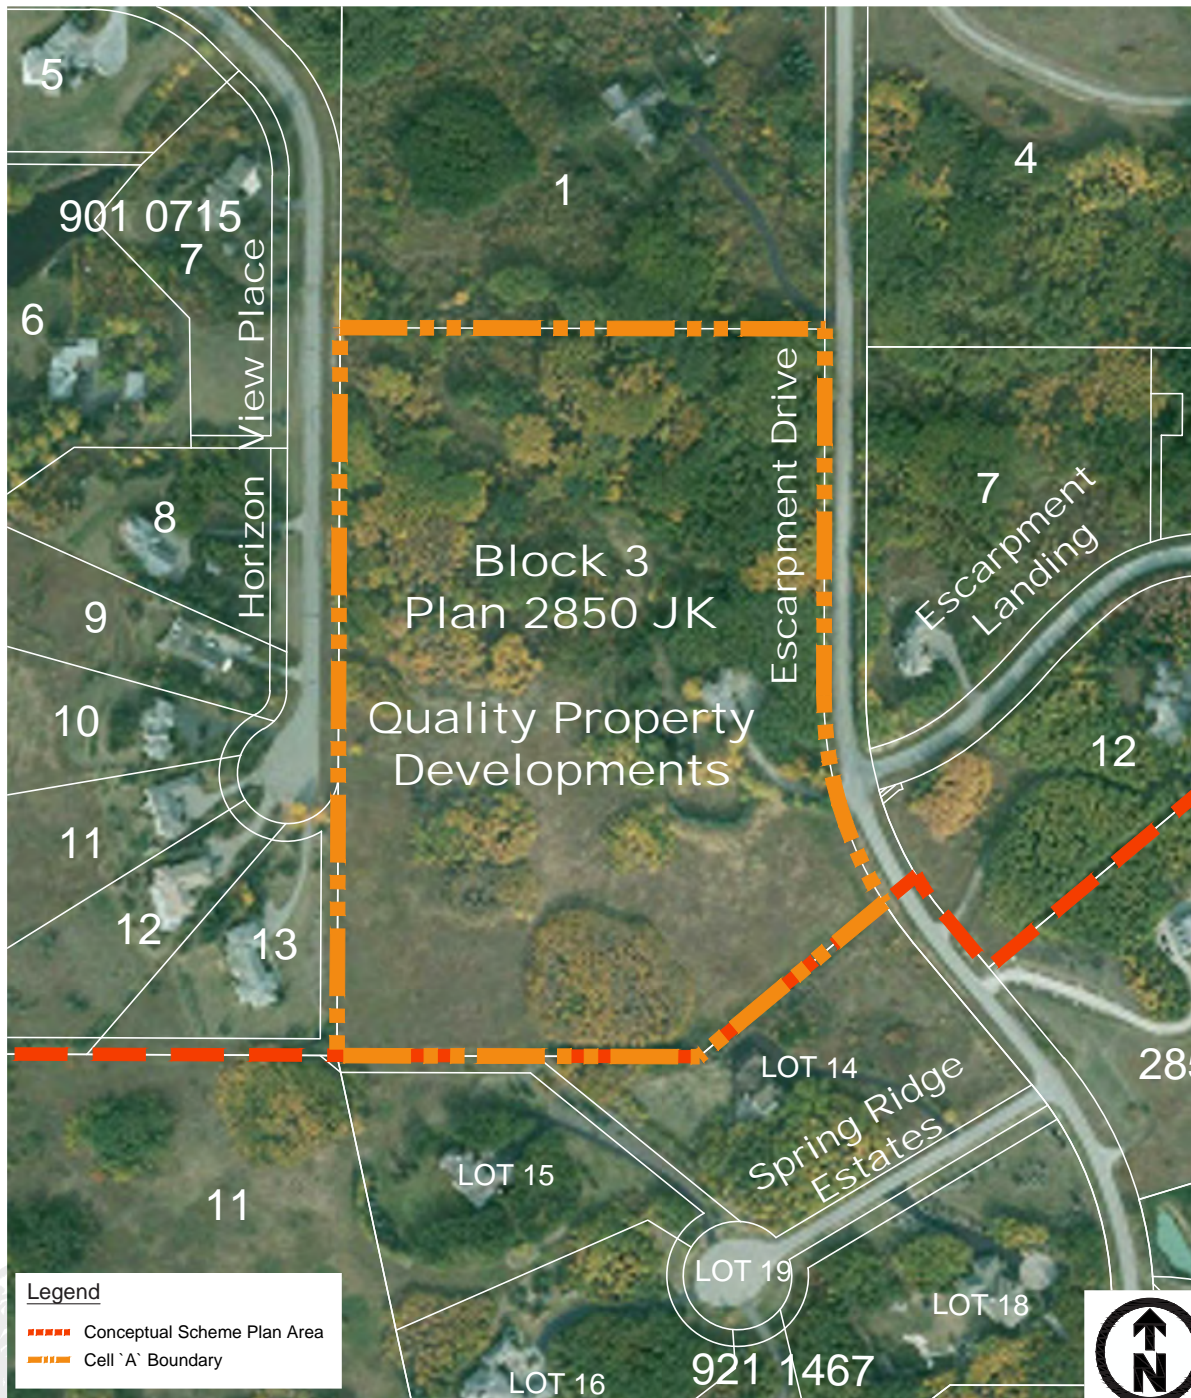 5
4
1
901 0715
7
6
Horizon View Place
Escarpment Drive
8
7
Escarpment
Landing
Block 3
Plan 2850 JK
9
10
Quality Property
Developments
12
11
12
13
LOT 14
Spring Ridge
Estates
LOT 15
11
LOT 19
LOT 18
LOT 16
921 1467
Legend
Conceptual Scheme Plan Area
Cell `A` Boundary
N